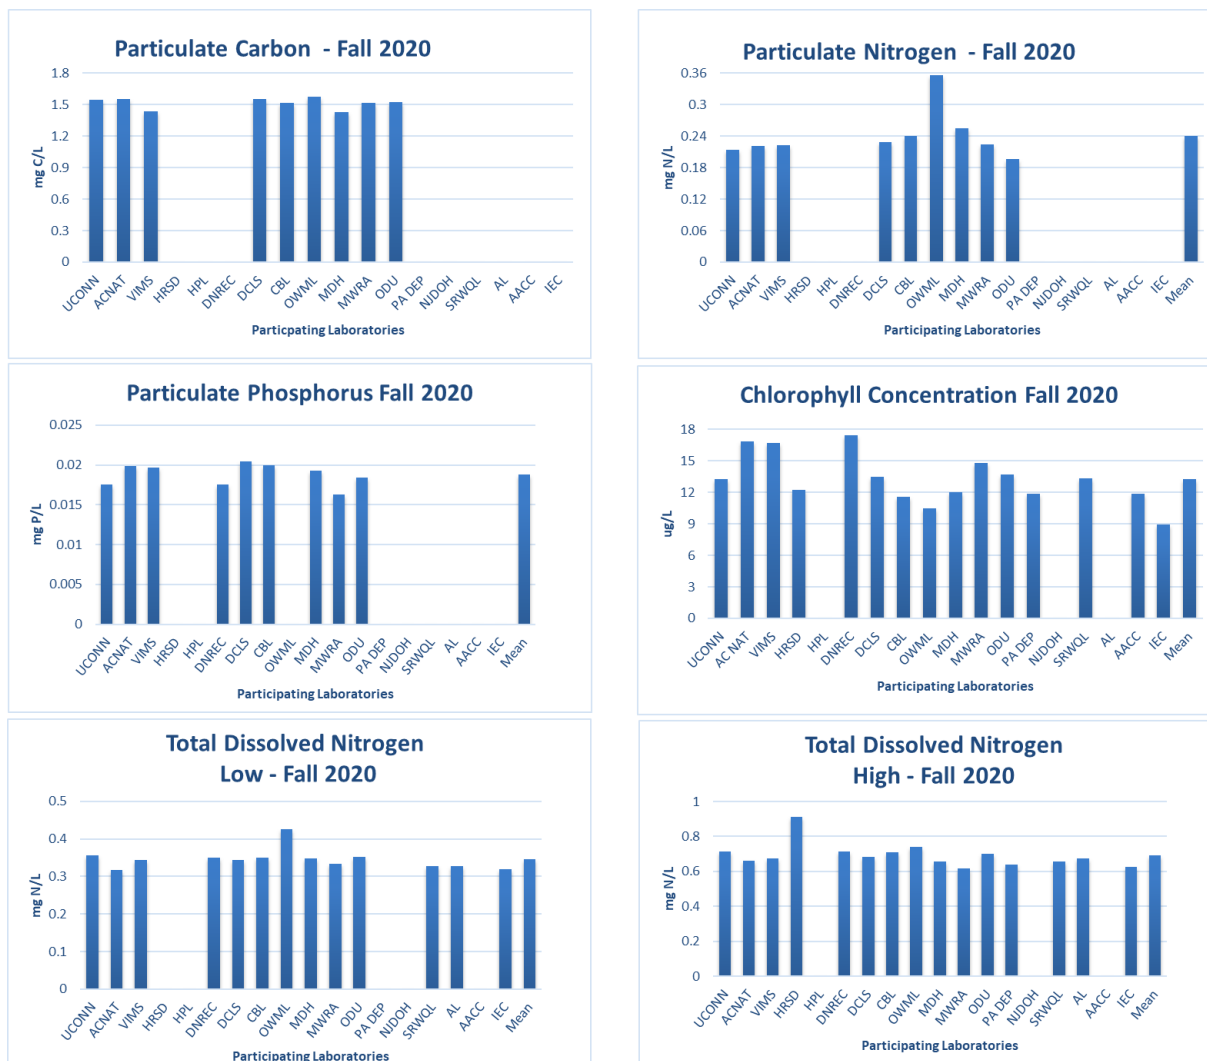 Particulate Carbon - Fall 2020
1.8
1.5
1.2
0.9
0.6
0.3
0
mg C/L
UCONN
ACNAT
VIMS
HRSD
HPL
DNREC
DCLS
CBL
OWML
MDH
MWRA
ODU
PA DEP
NJDOH
SRWQL
AL
AACC
IEC
Particpating Laboratories
Particulate Nitrogen - Fall 2020
0.36
0.3
0.24
0.18
0.12
0.06
0
mg N/L
UCONN
ACNAT
VIMS
HRSD
HPL
DNREC
DCLS
CBL
OWML
MDH
MWRA
ODU
PA DEP
NJDOH
SRWQL
AL
AACC
IEC
Mean
Participating Laboratories
Particulate Phosphorus Fall 2020
0.025
0.02
0.015
0.01
0.005
0
mg P/L
UCONN
ACNAT
VIMS
HRSD
HPL
DNREC
DCLS
CBL
OWML
MDH
MWRA
ODU
PA DEP
NJDOH
SRWQL
AL
AACC
IEC
Mean
Participating Laboratories
Chlorophyll Concentration Fall 2020
18
15
12
9
6
3
0
ug/L
UCONN
AC NAT
VIMS
HRSD
HPL
DNREC
DCLS
CBL
OWML
MDH
MWRA
ODU
PA DEP
NJDOH
SRWQL
AL
AACC
IEC
Mean
Participating Laboratories
Total Dissolved Nitrogen
Low - Fall 2020
0.5
0.4
0.3
0.2
0.1
0
mg N/L
UCONN
ACNAT
VIMS
HRSD
HPL
DNREC
DCLS
CBL
OWML
MDH
MWRA
ODU
PA DEP
NJDOH
SRWQL
AL
AACC
IEC
Mean
Participating Laboratories
Total Dissolved Nitrogen
High - Fall 2020
1
0.8
0.6
0.4
0.2
0
mg N/L
UCONN
ACNAT
VIMS
HRSD
HPL
DNREC
DCLS
CBL
OWML
MDH
MWRA
ODU
PA DEP
NJDOH
SRWQL
AL
AACC
IEC
Mean
Participating Laboratories